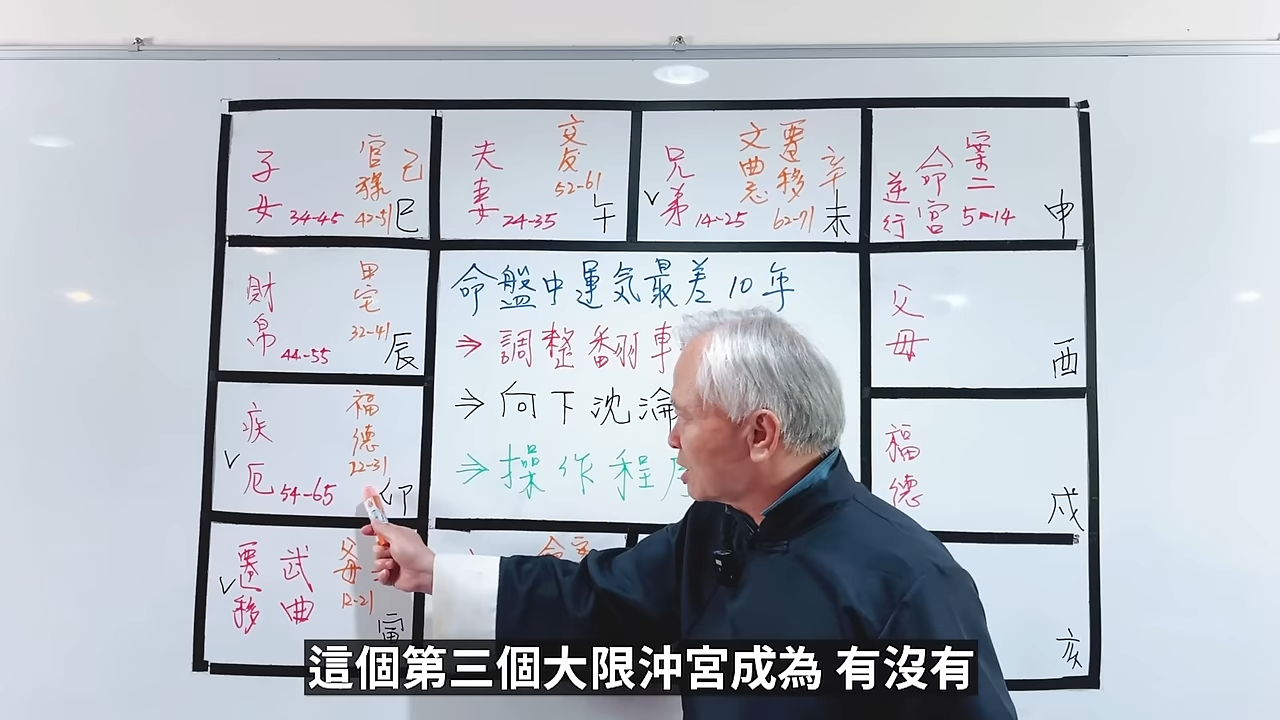 子女 34-45
官祿 42-51
己
巳
夫妻 24-35
交友 52-61
午
兄弟 14-25
文曲忌
遷移 62-71
辛
未
逆行
命宮
5-14
申
財帛 44-55
田宅 32-41
辰
命盤中運気最差10年
⇒ 調整翻車
⇒ 向下沈淪
⇒ 操作程序
父母
酉
疾厄 54-65
福德 22-31
卯
福德
戌
遷移
武曲
父母 12-21
寅
命宮
亥
這個第三個大限沖宮成為 有沒有